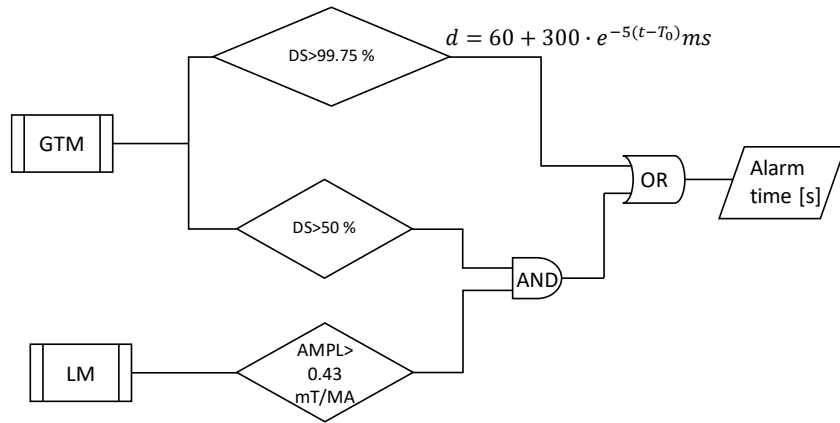 DS>99.75 %
d = 60 + 300 · e^{-5(t-T_0)} ms
GTM
OR
Alarm
time [s]
DS>50 %
AND
LM
AMPL>
0.43
mT/MA